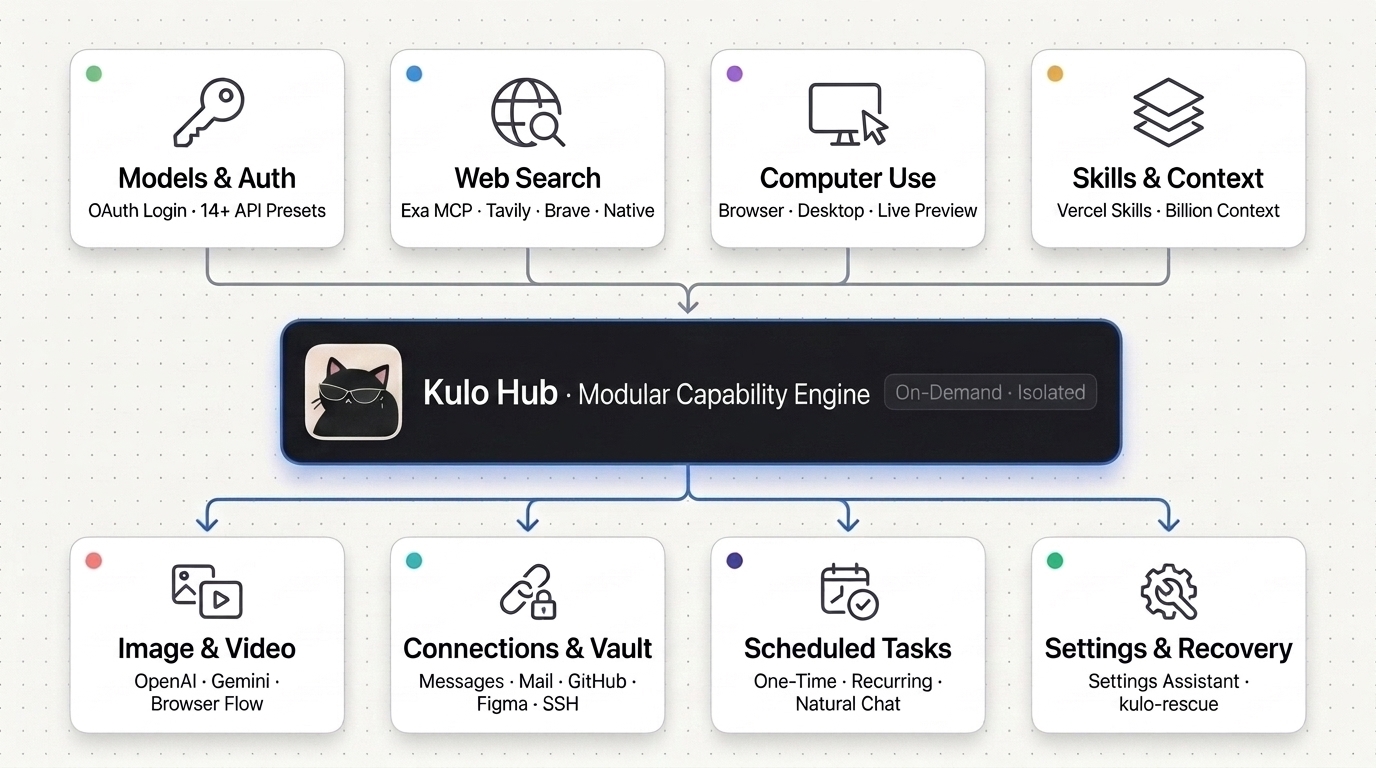 Models & Auth
OAuth Login · 14+ API Presets
Web Search
Exa MCP · Tavily · Brave · Native
Computer Use
Browser · Desktop · Live Preview
Skills & Context
Vercel Skills · Billion Context
Kulo Hub · Modular Capability Engine
On-Demand · Isolated
Image & Video
OpenAI · Gemini ·
Browser Flow
Connections & Vault
Messages · Mail · GitHub ·
Figma · SSH
Scheduled Tasks
One-Time · Recurring ·
Natural Chat
Settings & Recovery
Settings Assistant ·
kulo-rescue